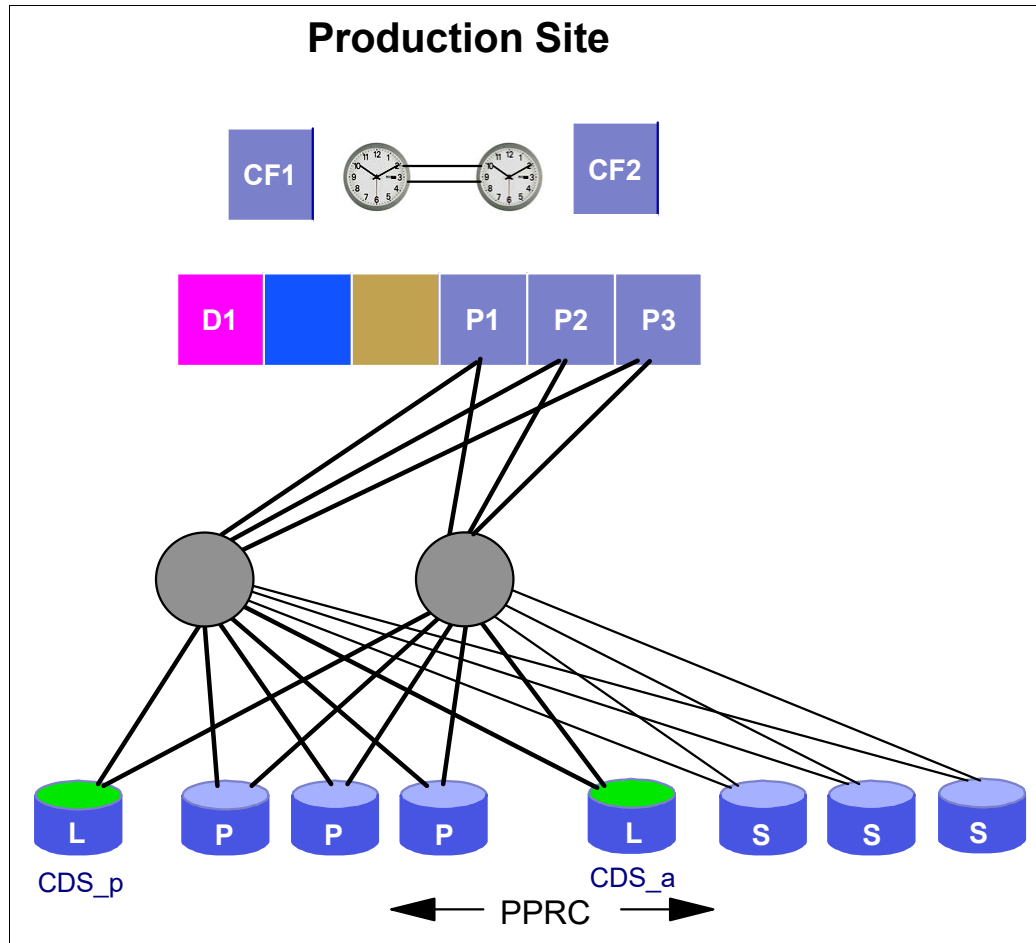 Production Site
CF1
CF2
D1
P1
P2
P3
L
P
P
P
L
S
S
S
CDS_p
CDS_a
PPRC